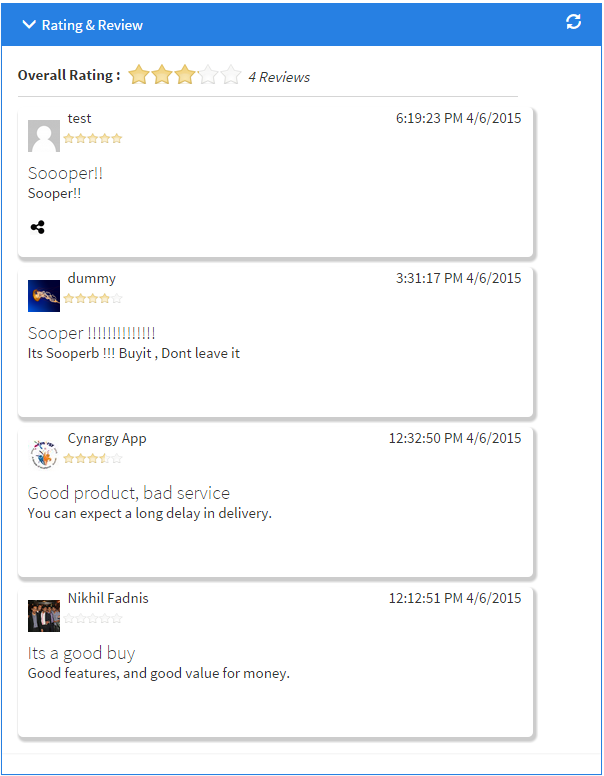 Rating & Review
Overall Rating : 4 Reviews
test 6:19:23 PM 4/6/2015
Soooper!!
Sooper!!
dummy 3:31:17 PM 4/6/2015
Sooper !!!!!!!!!!!!!!
Its Sooperb !!! Buyit , Dont leave it
Cynargy App 12:32:50 PM 4/6/2015
Good product, bad service
You can expect a long delay in delivery.
Nikhil Fadnis 12:12:51 PM 4/6/2015
Its a good buy
Good features, and good value for money.